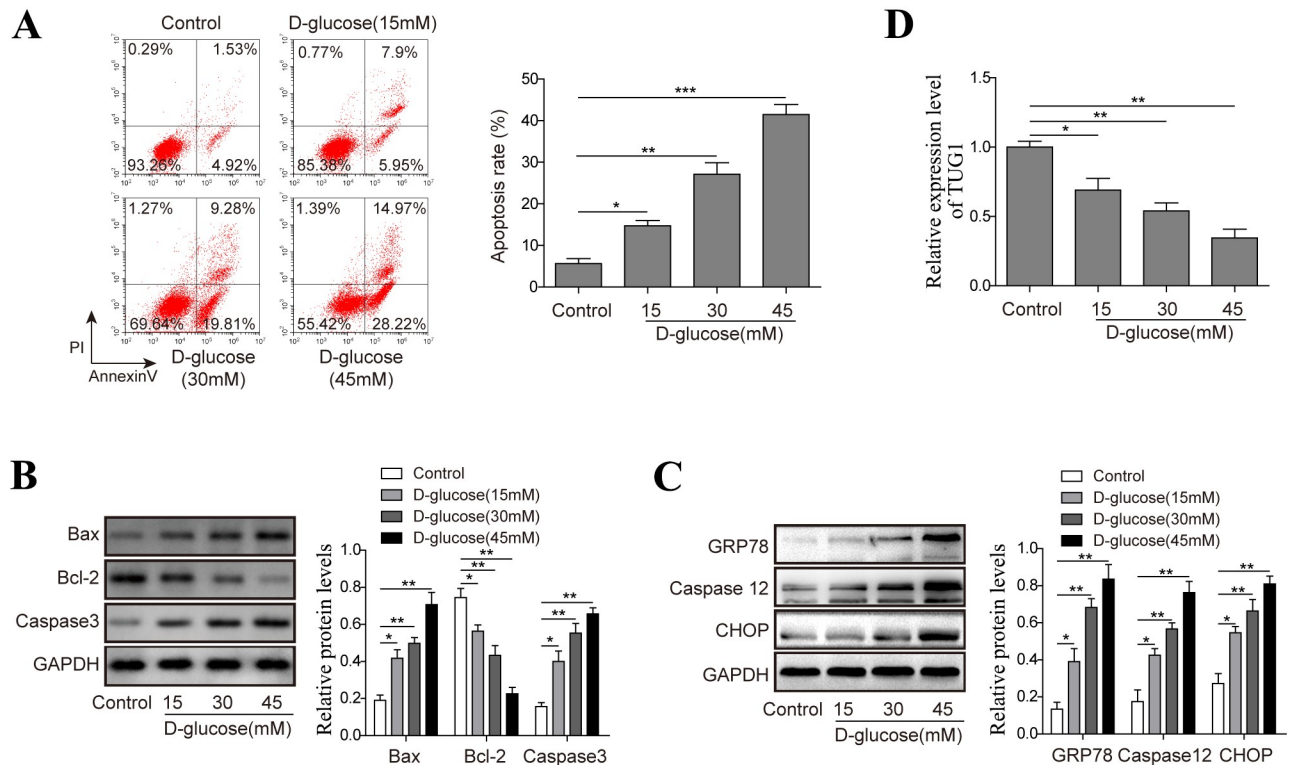 A
Control
D-glucose(15mM)
0.29%
1.53%
93.26%
4.92%
0.77%
7.9%
85.38%
5.95%
1.27%
9.28%
69.64%
19.81%
1.39%
14.97%
55.42%
28.22%
PI
AnnexinV
D-glucose
(30mM)
D-glucose
(45mM)
Apoptosis rate (%)
50
40
30
20
10
0
*
**
***
Control
15
30
45
D-glucose(mM)
D
Relative expression level
of TUG1
1.5
1.0
0.5
0.0
*
**
**
Control
15
30
45
D-glucose(mM)
B
Bax
Bcl-2
Caspase3
GAPDH
Control
15
30
45
D-glucose(mM)
Control
D-glucose(15mM)
D-glucose(30mM)
D-glucose(45mM)
Relative protein levels
1.0
0.8
0.6
0.4
0.2
0.0
*
**
**
*
**
**
*
**
**
Bax
Bcl-2
Caspase3
C
GRP78
Caspase 12
CHOP
GAPDH
Control
15
30
45
D-glucose(mM)
Control
D-glucose(15mM)
D-glucose(30mM)
D-glucose(45mM)
Relative protein levels
1.0
0.8
0.6
0.4
0.2
0.0
*
**
**
*
**
**
*
**
**
GRP78
Caspase12
CHOP